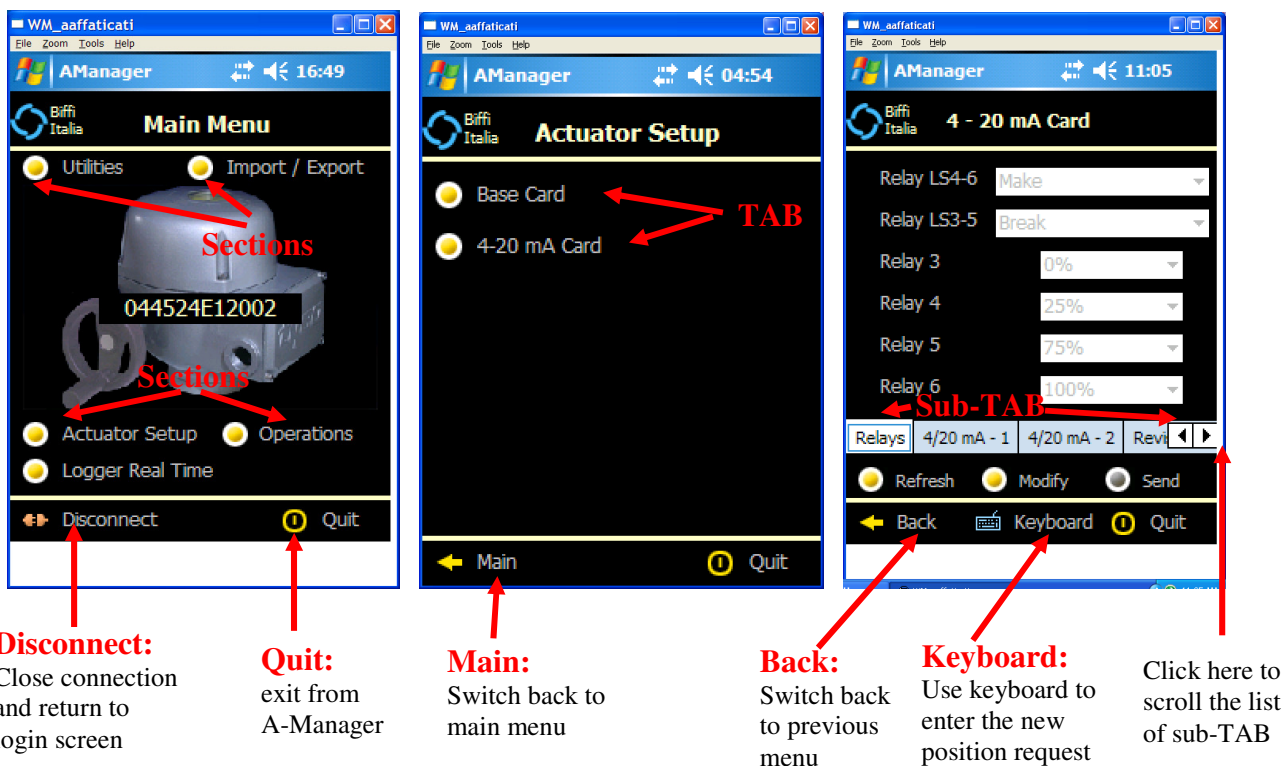 WM_aaffaticati
File Zoom Tools Help
AManager 16:49
Biffi
Italia
Main Menu
Utilities Import / Export
Sections
044524E12002
Sections
Actuator Setup Operations
Logger Real Time
Disconnect Quit
WM_aaffaticati
File Zoom Tools Help
AManager 04:54
Biffi
Italia
Actuator Setup
Base Card
TAB
4-20 mA Card
Main Quit
WM_aaffaticati
File Zoom Tools Help
AManager 11:05
Biffi
Italia
4 - 20 mA Card
Relay LS4-6 Make
Relay LS3-5 Break
Relay 3 0%
Relay 4 25%
Relay 5 75%
Relay 6 100%
Sub-TAB
Relays 4/20 mA - 1 4/20 mA - 2 Revi
Refresh Modify Send
Back Keyboard Quit
Disconnect:
Close connection
and return to
login screen
Quit:
exit from
A-Manager
Main:
Switch back to
main menu
Back:
Switch back
to previous
menu
Keyboard:
Use keyboard to
enter the new
position request
Click here to
scroll the list
of sub-TAB